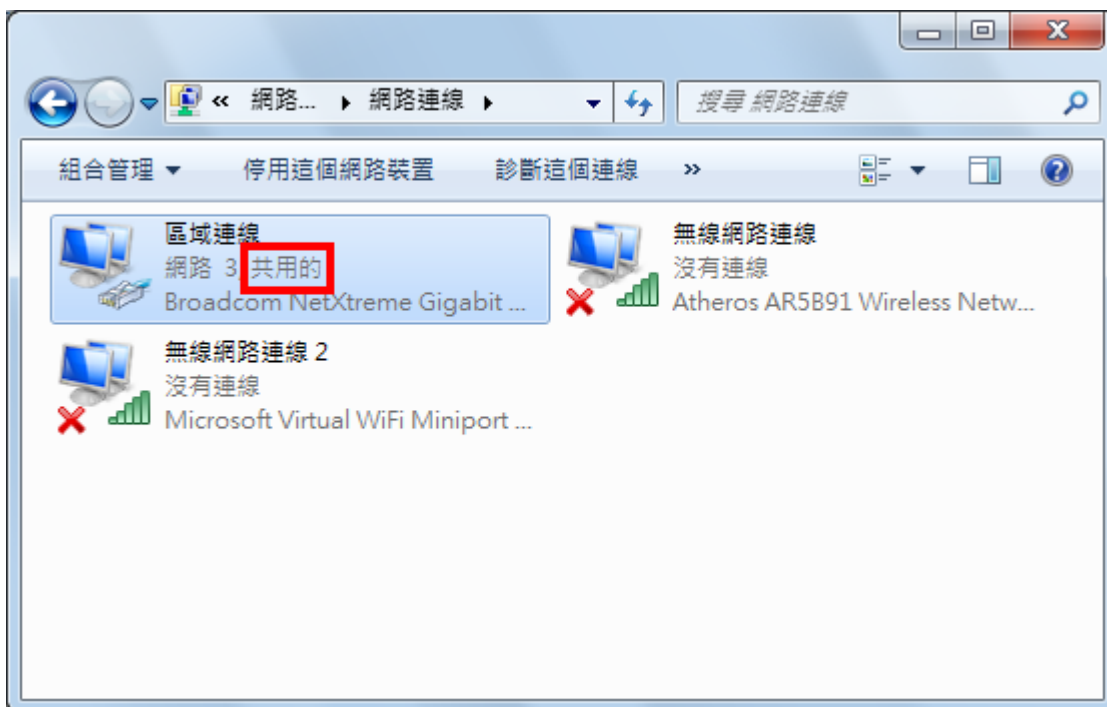 « 網路... ▸ 網路連線 ▸ 搜尋 網路連線
組合管理 停用這個網路裝置 診斷這個連線 »
區域連線
網路 3, 共用的
Broadcom NetXtreme Gigabit ...
無線網路連線
沒有連線
Atheros AR5B91 Wireless Netw...
無線網路連線 2
沒有連線
Microsoft Virtual WiFi Miniport ...